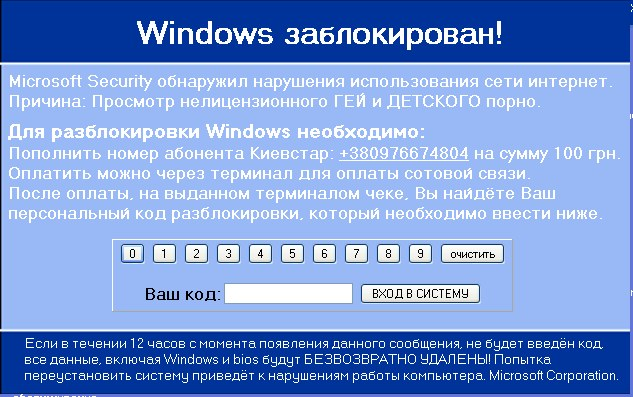 Windows заблокирован!
Microsoft Security обнаружил нарушения использования сети интернет.
Причина: Просмотр нелицензионного ГЕЙ и ДЕТСКОГО порно.
Для разблокировки Windows необходимо:
Пополнить номер абонента Киевстар: +380976674804 на сумму 100 грн.
Оплатить можно через терминал для оплаты сотовой связи.
После оплаты, на выданном терминалом чеке, Вы найдёте Ваш
персональный код разблокировки, который необходимо ввести ниже.
0 1 2 3 4 5 6 7 8 9 очистить
Ваш код: ВХОД В СИСТЕМУ
Если в течении 12 часов с момента появления данного сообщения, не будет введён код,
все данные, включая Windows и bios будут БЕЗВОЗВРАТНО УДАЛЕНЫ! Попытка
переустановить систему приведёт к нарушениям работы компьютера. Microsoft Corporation.